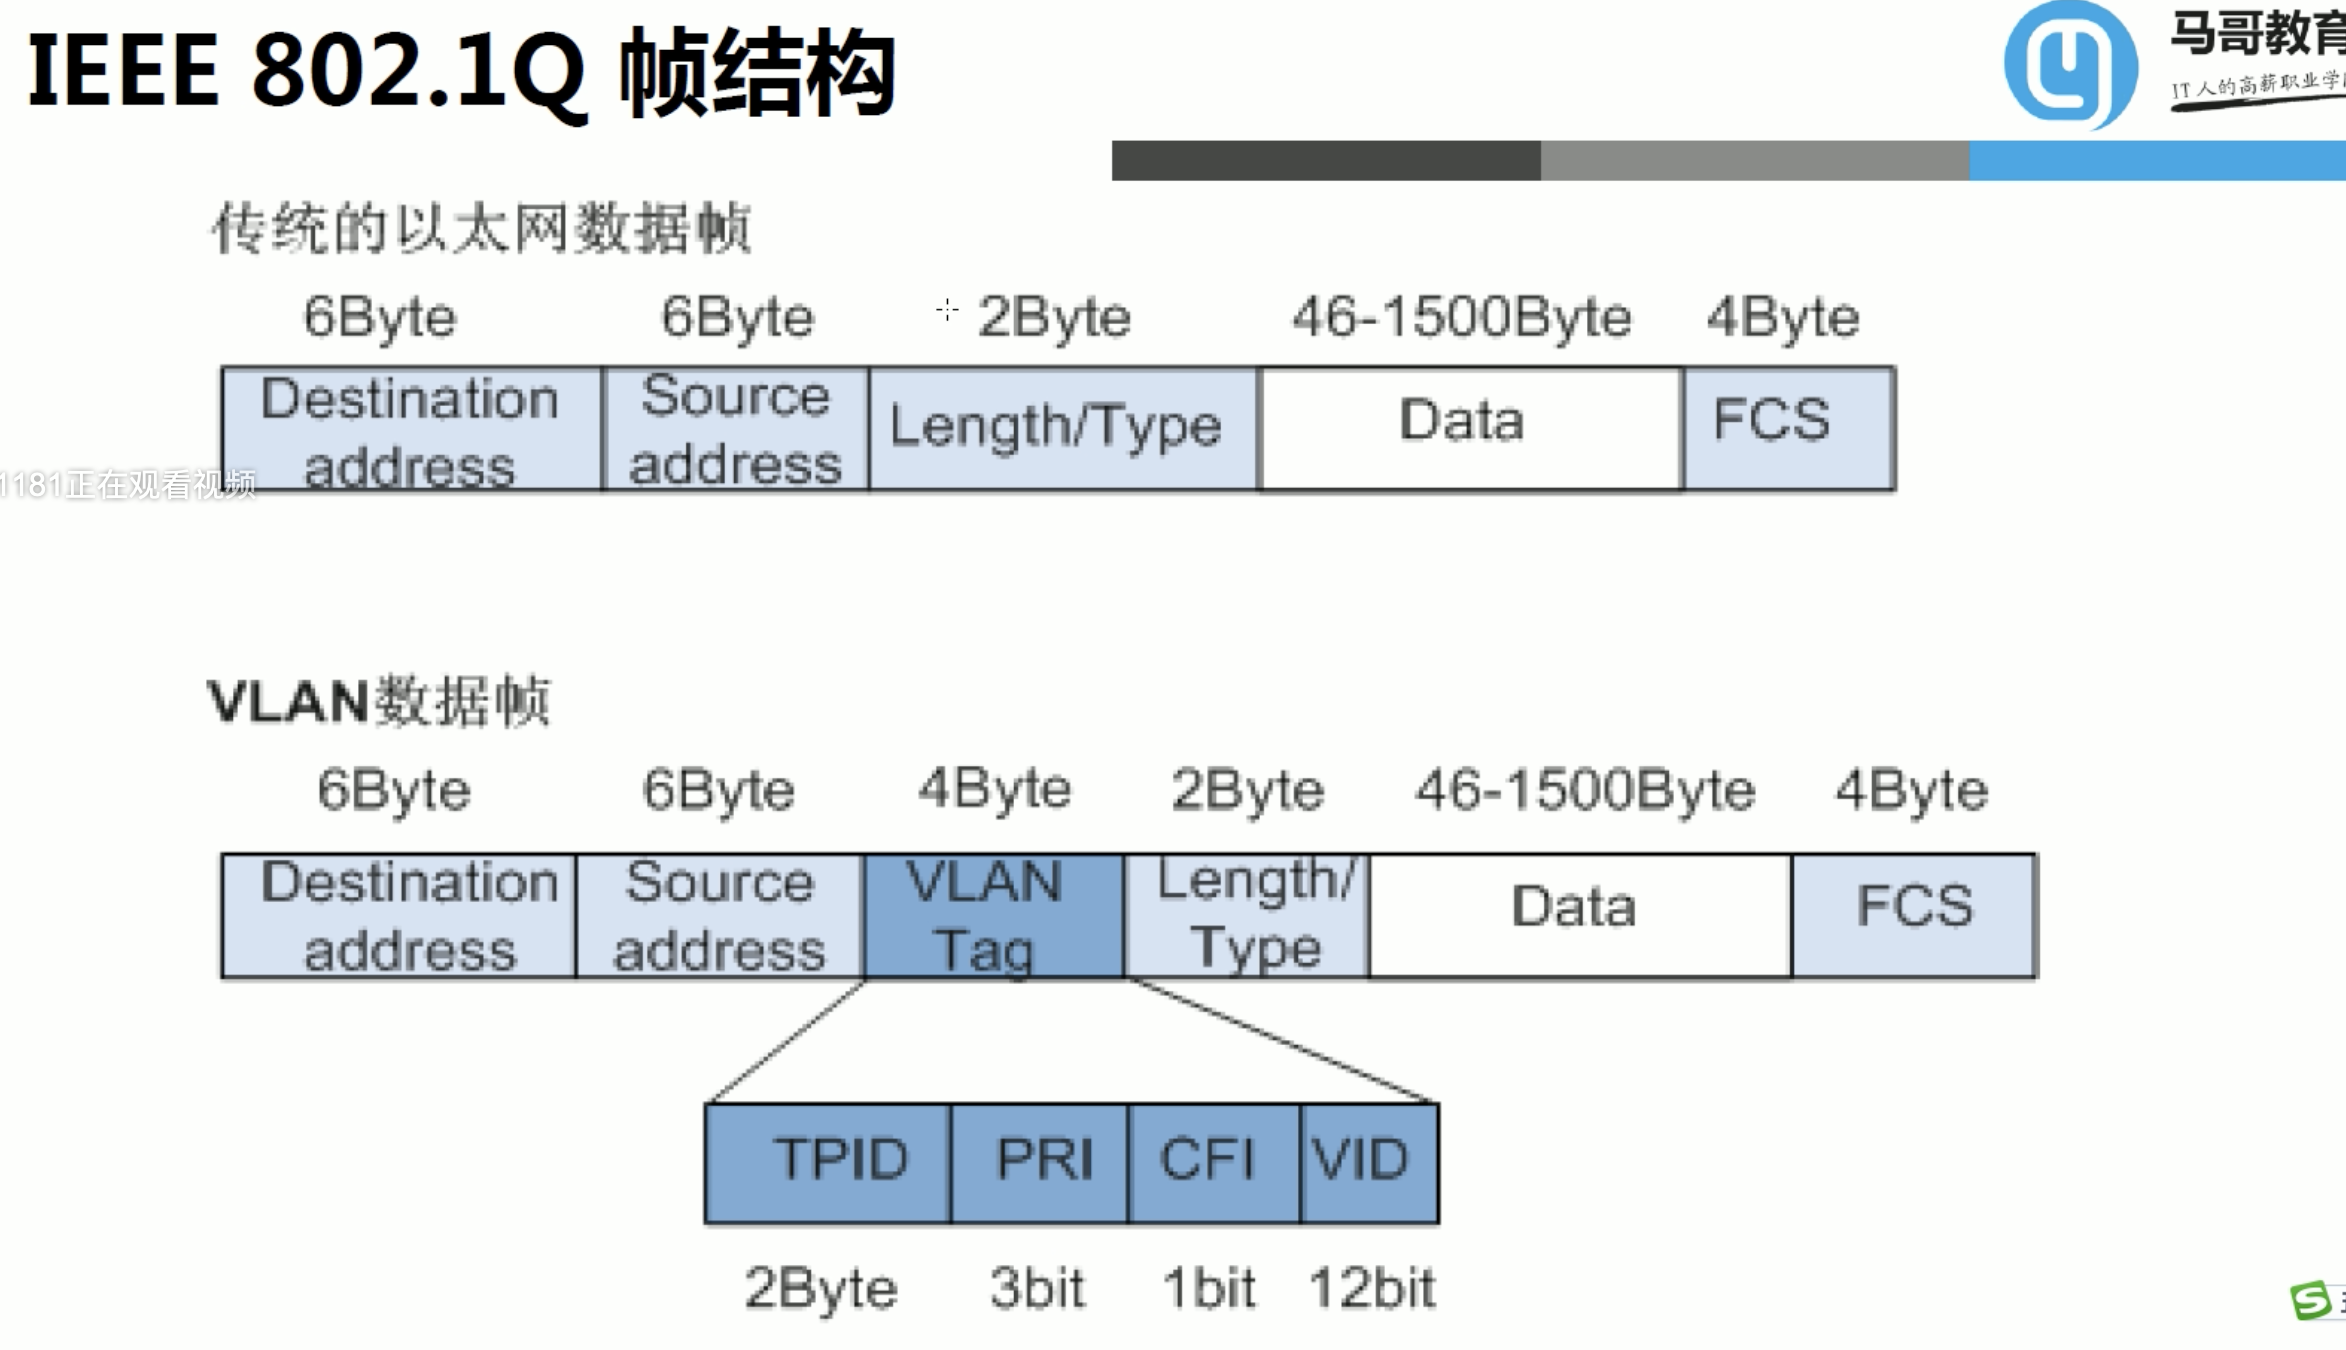 IEEE 802.1Q 帧结构
马哥教育
IT人的高薪职业学
传统的以太网数据帧
6Byte 6Byte 2Byte 46-1500Byte 4Byte
Destination address Source address Length/Type Data FCS
1181正在观看视频
VLAN数据帧
6Byte 6Byte 4Byte 2Byte 46-1500Byte 4Byte
Destination address Source address VLAN Tag Length/Type Data FCS
TPID PRI CFI VID
2Byte 3bit 1bit 12bit